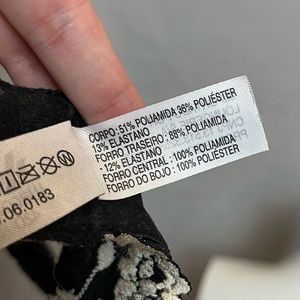 CORPO: 51% POLIAMIDA 36% POLIÉSTER
13% ELASTANO
FORRO TRASEIRO: 88% POLIAMIDA
- 12% ELASTANO
FORRO CENTRAL: 100% POLIAMIDA
FORRO DO BOJO: 100% POLIÉSTER
.06.0183